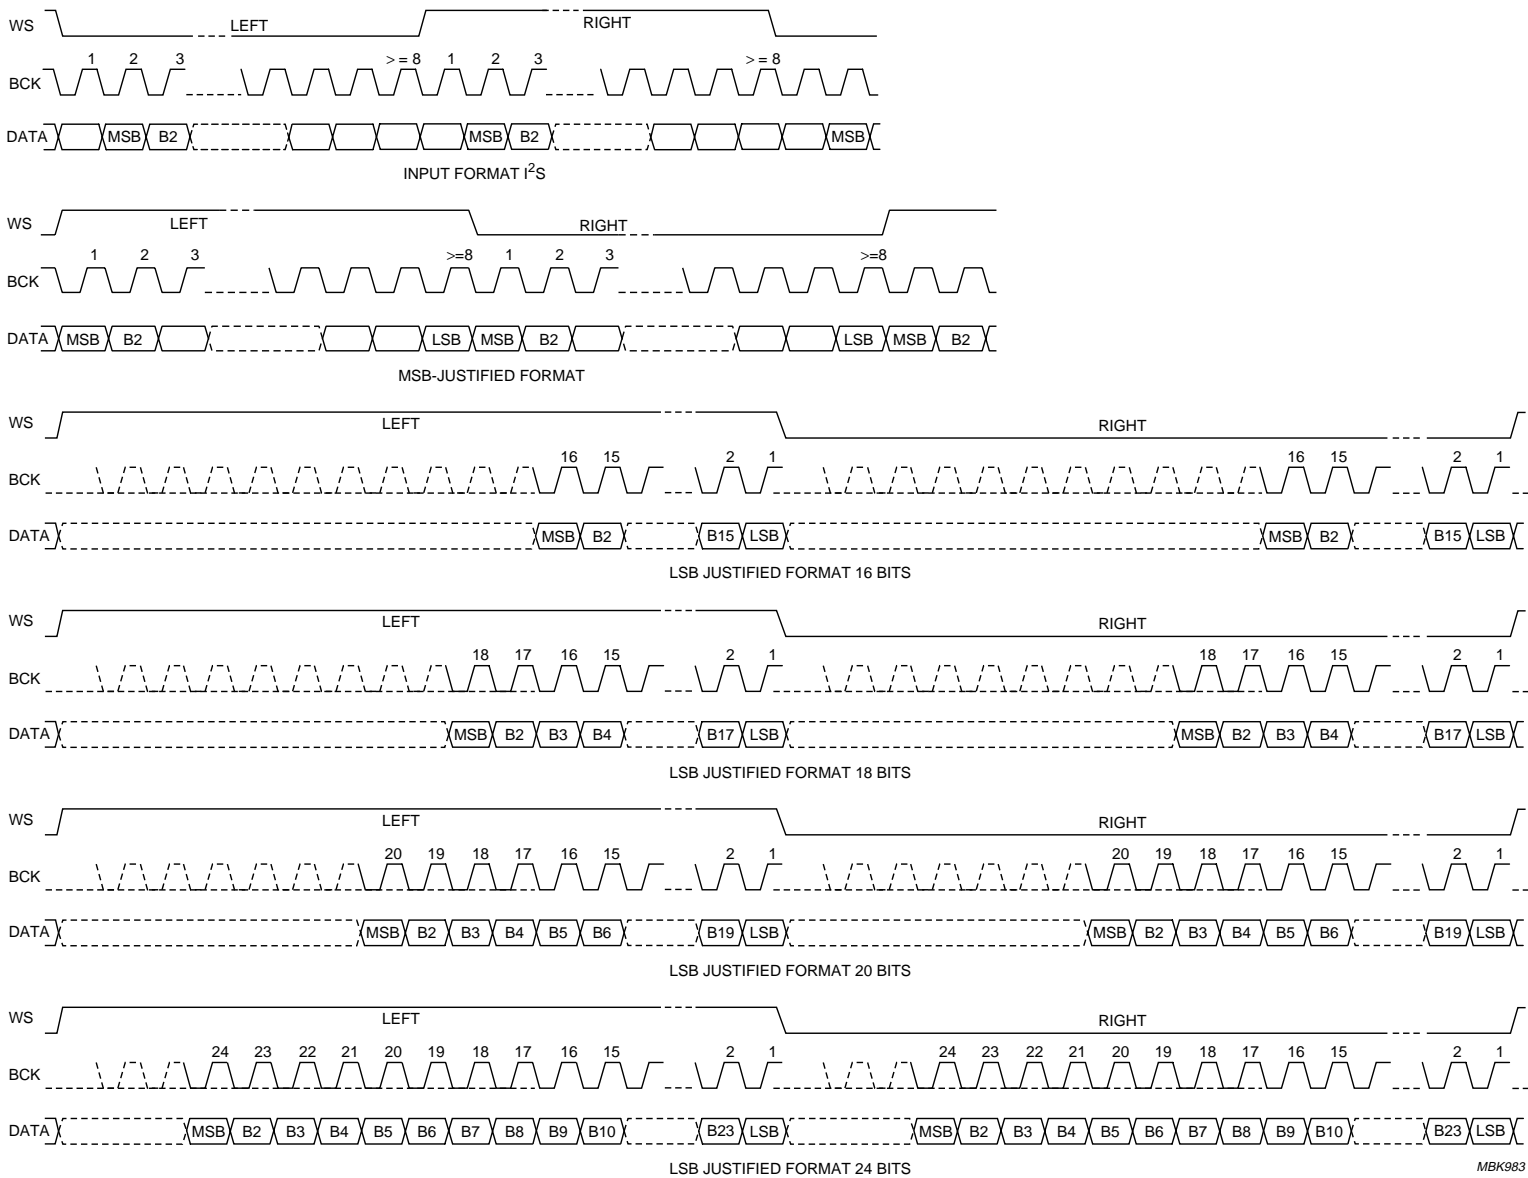 WS LEFT RIGHT
BCK 1 2 3 > = 8 1 2 3 > = 8
DATA MSB B2 MSB B2 MSB
INPUT FORMAT I²S
WS LEFT RIGHT
BCK 1 2 3 >=8 1 2 3 >=8
DATA MSB B2 LSB MSB B2 LSB MSB B2
MSB-JUSTIFIED FORMAT
WS LEFT RIGHT
BCK 16 15 2 1 16 15 2 1
DATA MSB B2 B15 LSB MSB B2 B15 LSB
LSB JUSTIFIED FORMAT 16 BITS
WS LEFT RIGHT
BCK 18 17 16 15 2 1 18 17 16 15 2 1
DATA MSB B2 B3 B4 B17 LSB MSB B2 B3 B4 B17 LSB
LSB JUSTIFIED FORMAT 18 BITS
WS LEFT RIGHT
BCK 20 19 18 17 16 15 2 1 20 19 18 17 16 15 2 1
DATA MSB B2 B3 B4 B5 B6 B19 LSB MSB B2 B3 B4 B5 B6 B19 LSB
LSB JUSTIFIED FORMAT 20 BITS
WS LEFT RIGHT
BCK 24 23 22 21 20 19 18 17 16 15 2 1 24 23 22 21 20 19 18 17 16 15 2 1
DATA MSB B2 B3 B4 B5 B6 B7 B8 B9 B10 B23 LSB MSB B2 B3 B4 B5 B6 B7 B8 B9 B10 B23 LSB
LSB JUSTIFIED FORMAT 24 BITS
MBK983